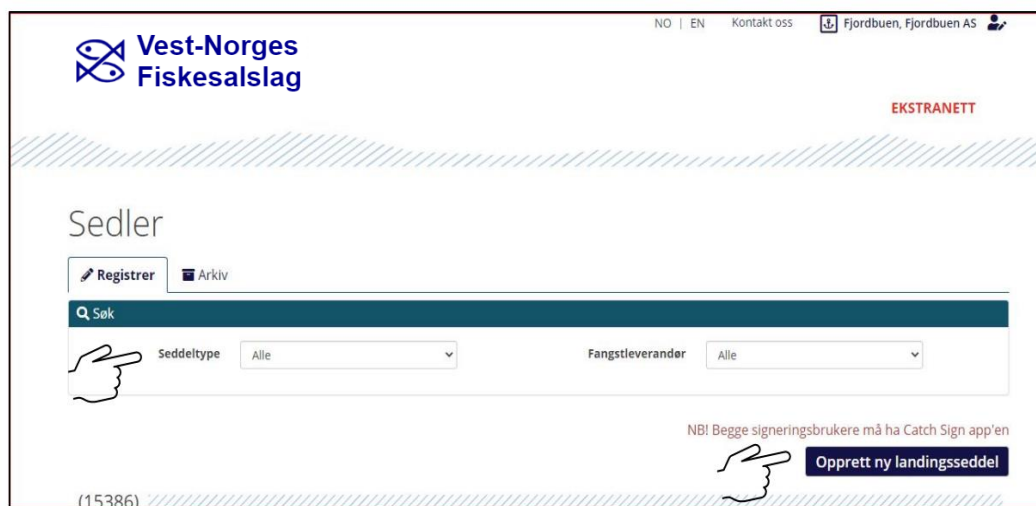 NO | EN Kontakt oss Fjordbuen, Fjordbuen AS
Vest-Norges
Fiskesalslag
EKSTRANETT
Sedler
Registrer Arkiv
Søk
Seddeltype Alle Fangstleverandør Alle
NB! Begge signeringsbrukere må ha Catch Sign app'en
Opprett ny landingsseddel
(15386)